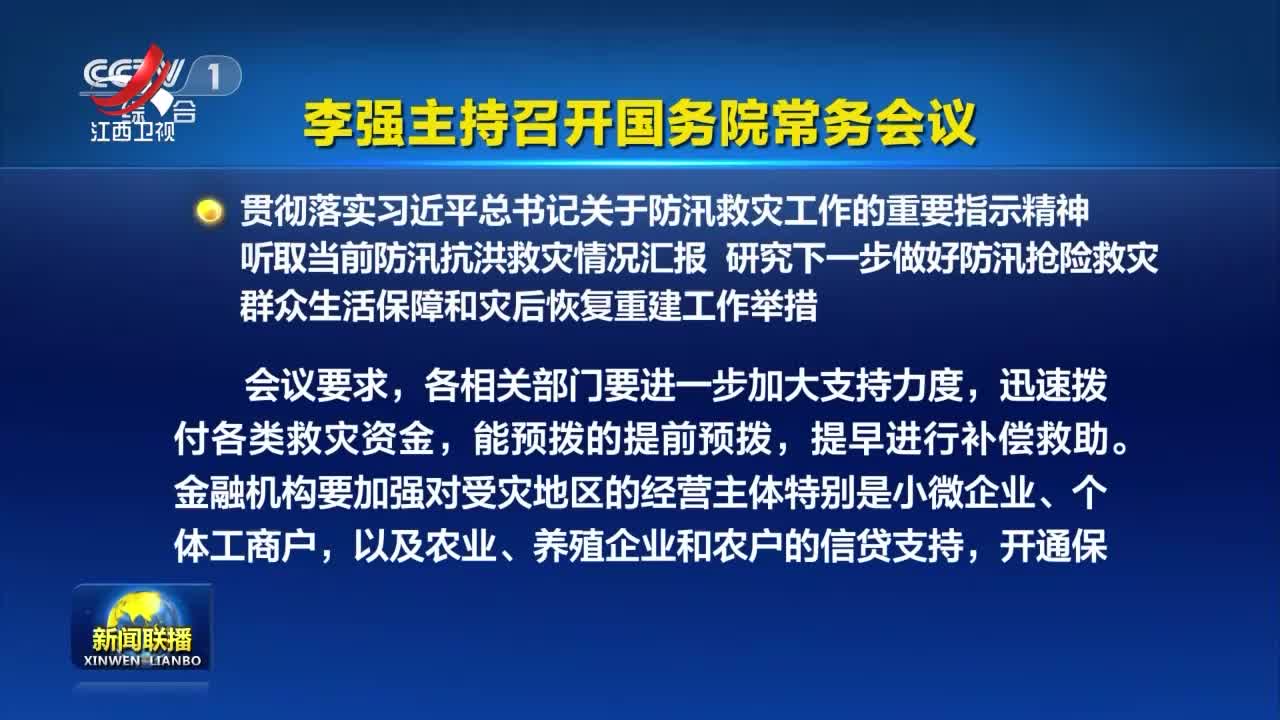 CCTV 1
综合
江西卫视
李强主持召开国务院常务会议
贯彻落实习近平总书记关于防汛救灾工作的重要指示精神
听取当前防汛抗洪救灾情况汇报 研究下一步做好防汛抢险救灾
群众生活保障和灾后恢复重建工作举措
会议要求，各相关部门要进一步加大支持力度，迅速拨
付各类救灾资金，能预拨的提前预拨，提早进行补偿救助。
金融机构要加强对受灾地区的经营主体特别是小微企业、个
体工商户，以及农业、养殖企业和农户的信贷支持，开通保
新闻联播
XINWEN LIANBO